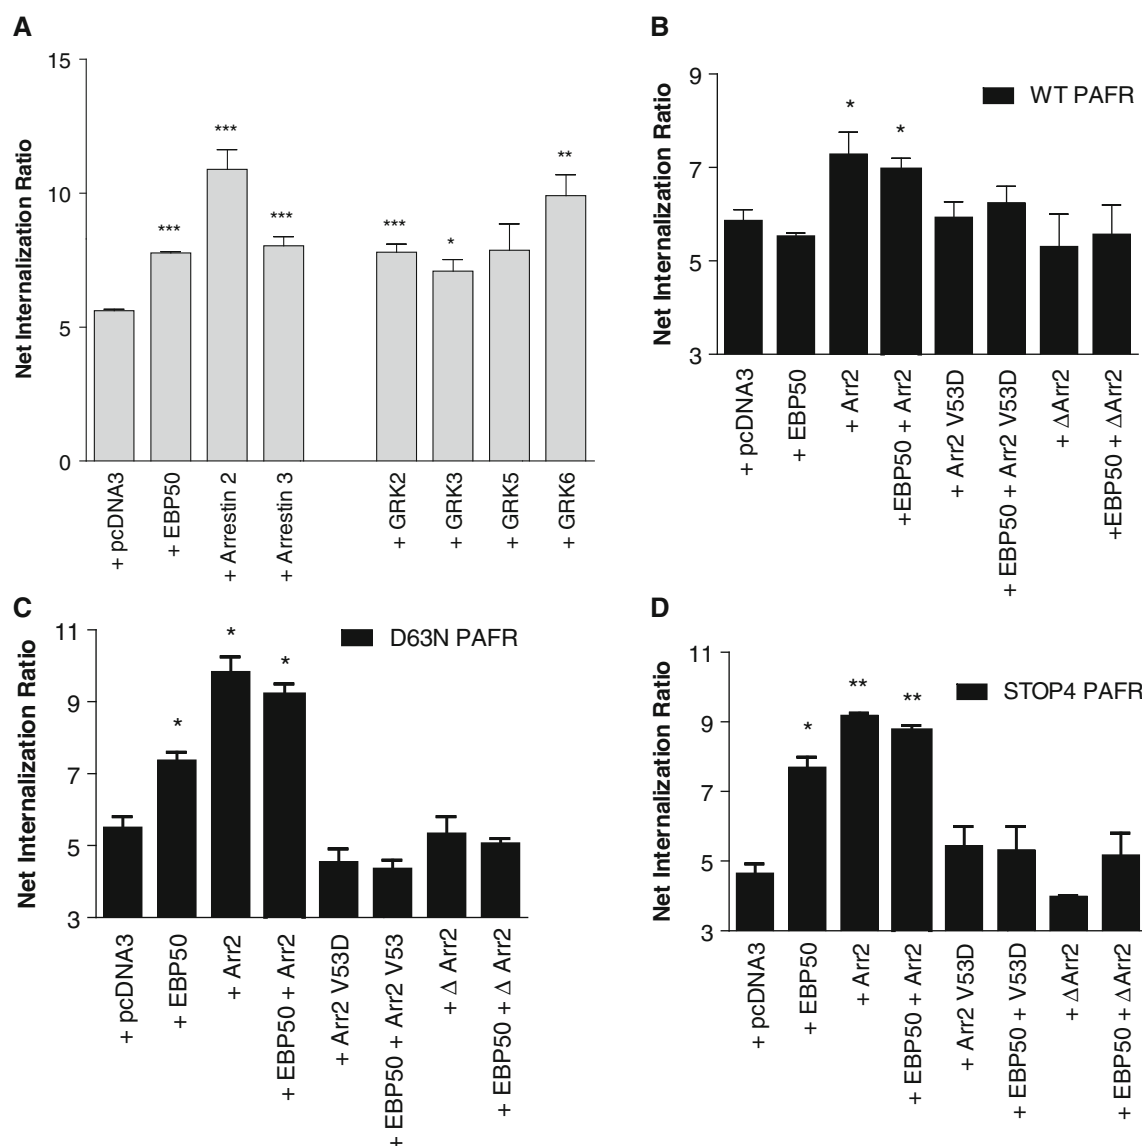 A
15
10
5
0
Net Internalization Ratio
***
***
***
***
*
**
+ pcDNA3
+ EBP50
+ Arrestin 2
+ Arrestin 3
+ GRK2
+ GRK3
+ GRK5
+ GRK6
B
9
7
5
3
Net Internalization Ratio
WT PAFR
*
*
+ pcDNA3
+ EBP50
+ Arr2
+EBP50 + Arr2
+ Arr2 V53D
+ EBP50 + Arr2 V53D
+ ΔArr2
+EBP50 + ΔArr2
C
11
9
7
5
3
Net Internalization Ratio
D63N PAFR
*
*
*
+ pcDNA3
+ EBP50
+ Arr2
+ EBP50 + Arr2
+ Arr2 V53D
+ EBP50 + Arr2 V53
+ Δ Arr2
+ EBP50 + Δ Arr2
D
11
9
7
5
3
Net Internalization Ratio
STOP4 PAFR
*
**
**
+ pcDNA3
+ EBP50
+ Arr2
+ EBP50 + Arr2
+ Arr2 V53D
+ EBP50 + V53D
+ ΔArr2
+ EBP50 + ΔArr2